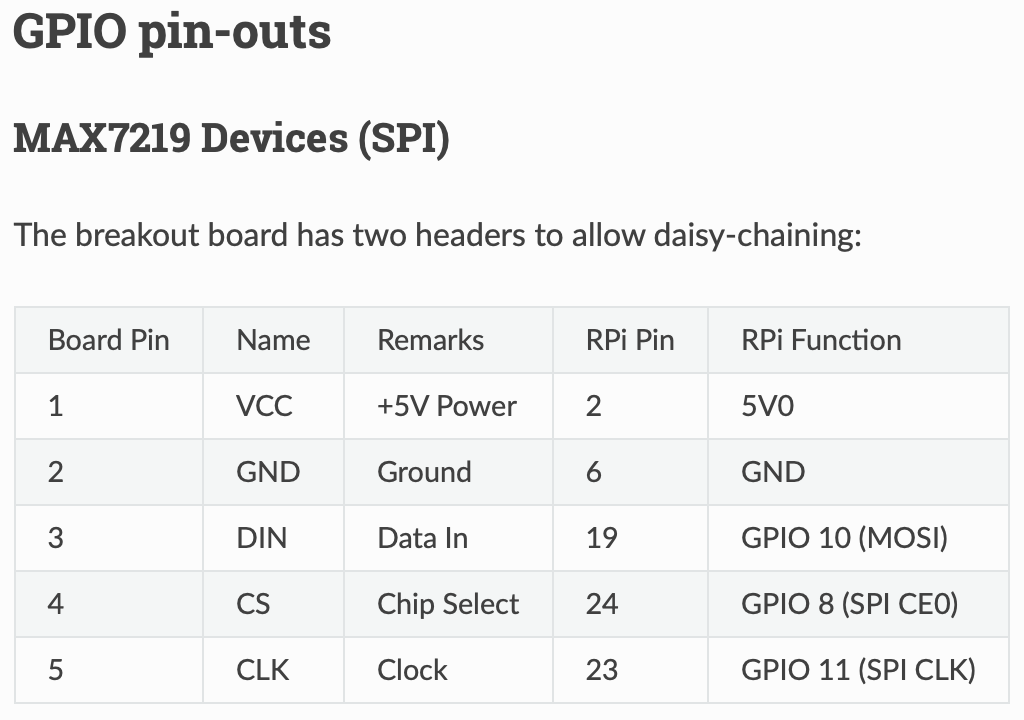 GPIO pin-outs
MAX7219 Devices (SPI)
The breakout board has two headers to allow daisy-chaining:
Board Pin Name Remarks RPi Pin RPi Function
1 VCC +5V Power 2 5V0
2 GND Ground 6 GND
3 DIN Data In 19 GPIO 10 (MOSI)
4 CS Chip Select 24 GPIO 8 (SPI CE0)
5 CLK Clock 23 GPIO 11 (SPI CLK)